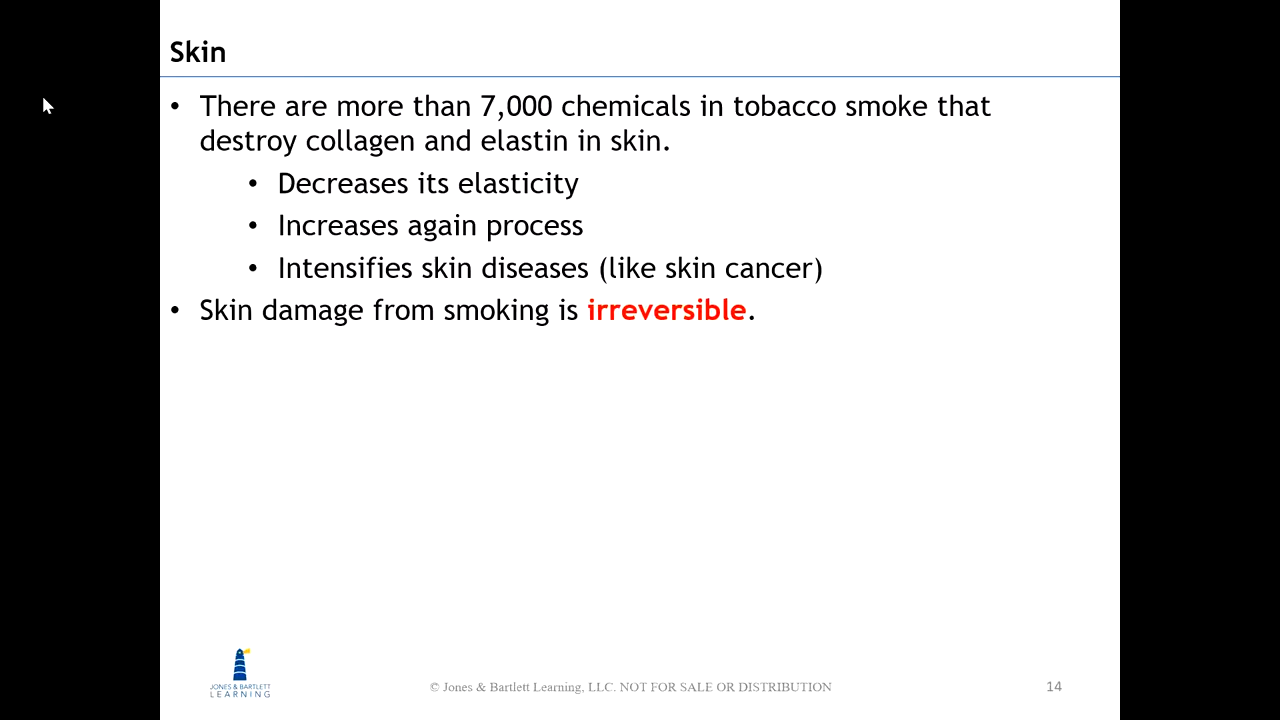 Skin
• There are more than 7,000 chemicals in tobacco smoke that
destroy collagen and elastin in skin.
• Decreases its elasticity
• Increases again process
• Intensifies skin diseases (like skin cancer)
• Skin damage from smoking is irreversible.
JONES & BARTLETT
LEARNING
© Jones & Bartlett Learning, LLC. NOT FOR SALE OR DISTRIBUTION
14